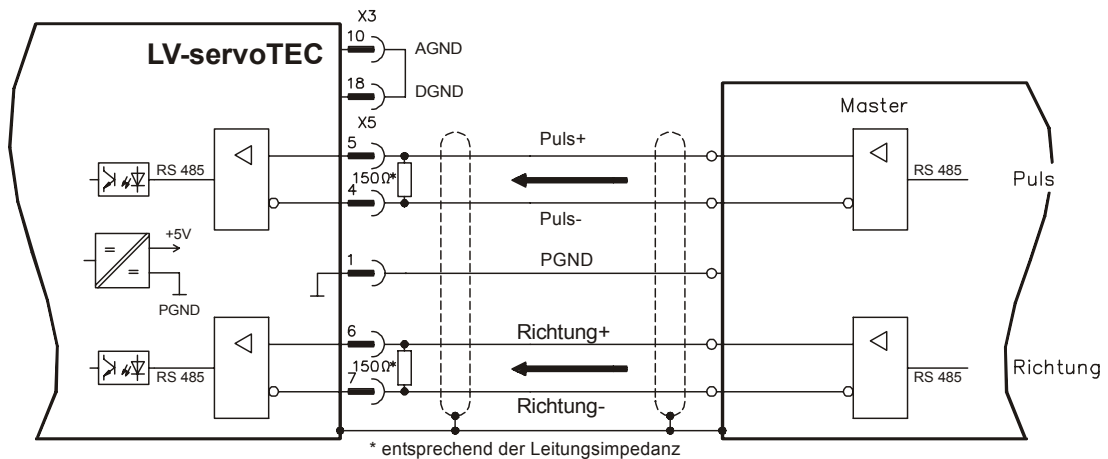 X3
LV-servoTEC
10
AGND
18
DGND
Master
X5
5
Puls+
RS 485
150Ω*
RS 485
Puls
4
Puls-
+5V
=
=
1
PGND
PGND
6
Richtung+
150Ω*
RS 485
RS 485
Richtung
7
Richtung-
* entsprechend der Leitungsimpedanz